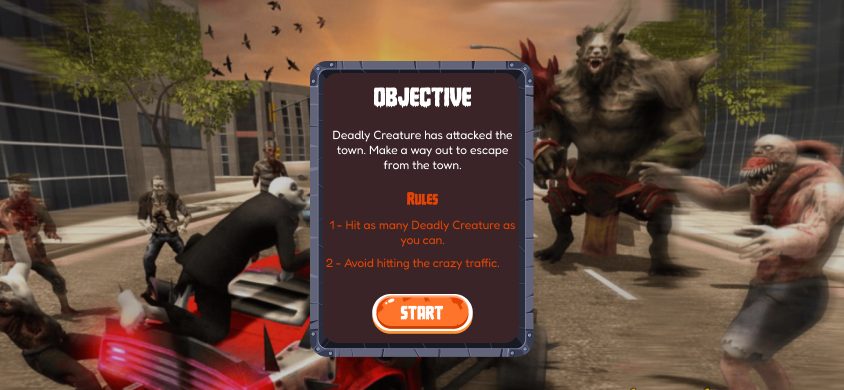 OBJECTIVE
Deadly Creature has attacked the
town. Make a way out to escape
from the town.
RULES
1 - Hit as many Deadly Creature as
you can.
2 - Avoid hitting the crazy traffic.
START